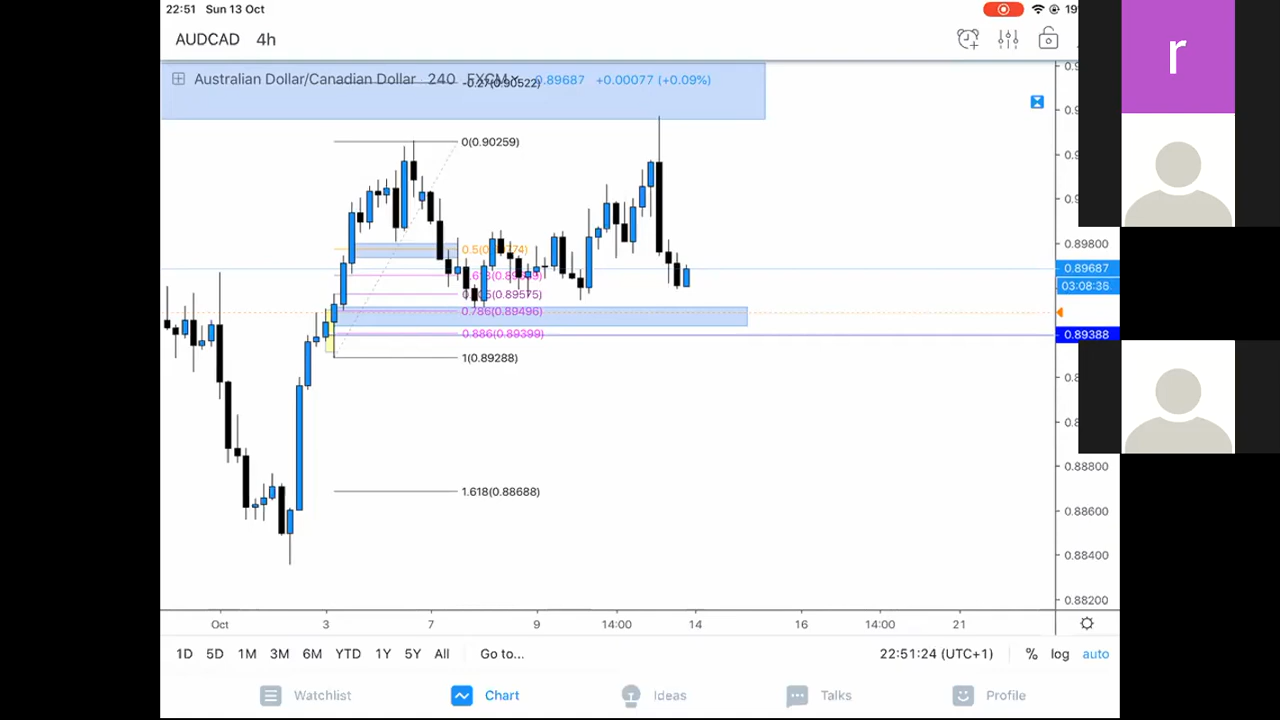 22:51 Sun 13 Oct
AUDCAD 4h
r
Australian Dollar/Canadian Dollar 240 FXCM 0.89687 +0.00077 (+0.09%)
-0.27(0.90522)
0(0.90259)
0.89800
0.89687
03:08:36
0.786(0.89496)
0.886(0.89399)
0.89388
1(0.89288)
0.88800
1.618(0.88688)
0.88600
0.88400
0.88200
Oct 3 7 9 14:00 14 16 14:00 21
1D 5D 1M 3M 6M YTD 1Y 5Y All Go to... 22:51:24 (UTC+1) % log auto
Watchlist Chart Ideas Talks Profile